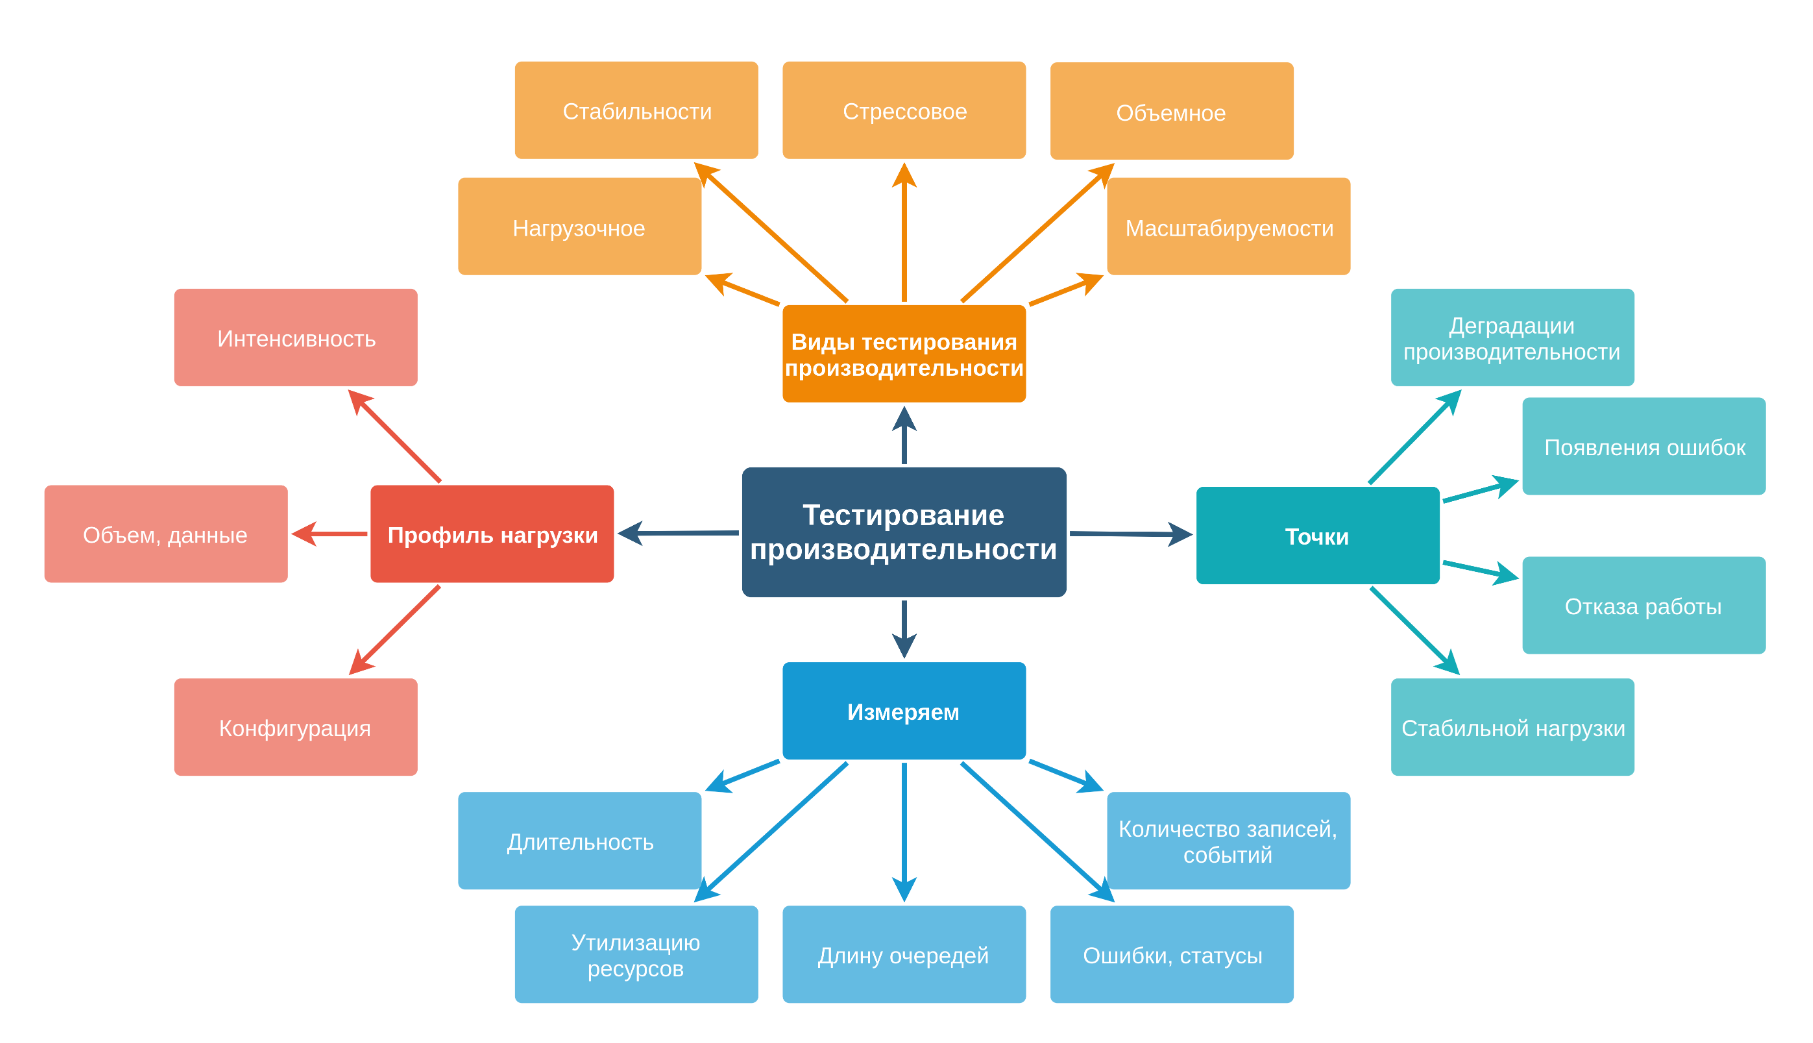 Стабильности
Стрессовое
Объемное
Нагрузочное
Масштабируемости
Виды тестирования
производительности
Интенсивность
Объем, данные
Профиль нагрузки
Конфигурация
Тестирование
производительности
Точки
Деградации
производительности
Появления ошибок
Отказа работы
Стабильной нагрузки
Измеряем
Длительность
Количество записей,
событий
Утилизацию
ресурсов
Длину очередей
Ошибки, статусы